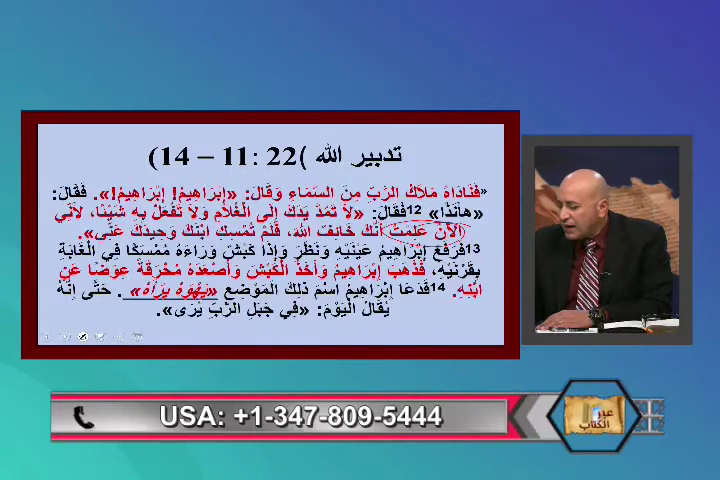 تدبير الله )22 :11 – 14(
«فَنَادَاهُ مَلاَكُ الرَّبِّ مِنَ السَّمَاءِ وَقَالَ: «إِبْرَاهِيمُ! إِبْرَاهِيمُ!». فَقَالَ:
«هأَنَذَا» 12فَقَالَ: «لاَ تَمُدَّ يَدَكَ إِلَى الْغُلاَمِ وَلاَ تَفْعَلْ بِهِ شَيْئًا، لأَنِّي
الآنَ عَلِمْتُ أَنَّكَ خَائِفٌ اللهَ، فَلَمْ تُمْسِكِ ابْنَكَ وَحِيدَكَ عَنِّي».
13فَرَفَعَ إِبْرَاهِيمُ عَيْنَيْهِ وَنَظَرَ وَإِذَا كَبْشٌ وَرَاءَهُ مُمْسَكًا فِي الْغَابَةِ
بِقَرْنَيْهِ، فَذَهَبَ إِبْرَاهِيمُ وَأَخَذَ الْكَبْشَ وَأَصْعَدَهُ مُحْرَقَةً عِوَضًا عَنِ
ابْنِهِ. 14فَدَعَا إِبْرَاهِيمُ اسْمَ ذلِكَ الْمَوْضِعِ «يَهْوَهْ يِرْأَهْ». حَتَّى إِنَّهُ
يُقَالُ الْيَوْمَ: «فِي جَبَلِ الرَّبِّ يُرَى».
USA: +1-347-809-5444
عبر
الكتاب